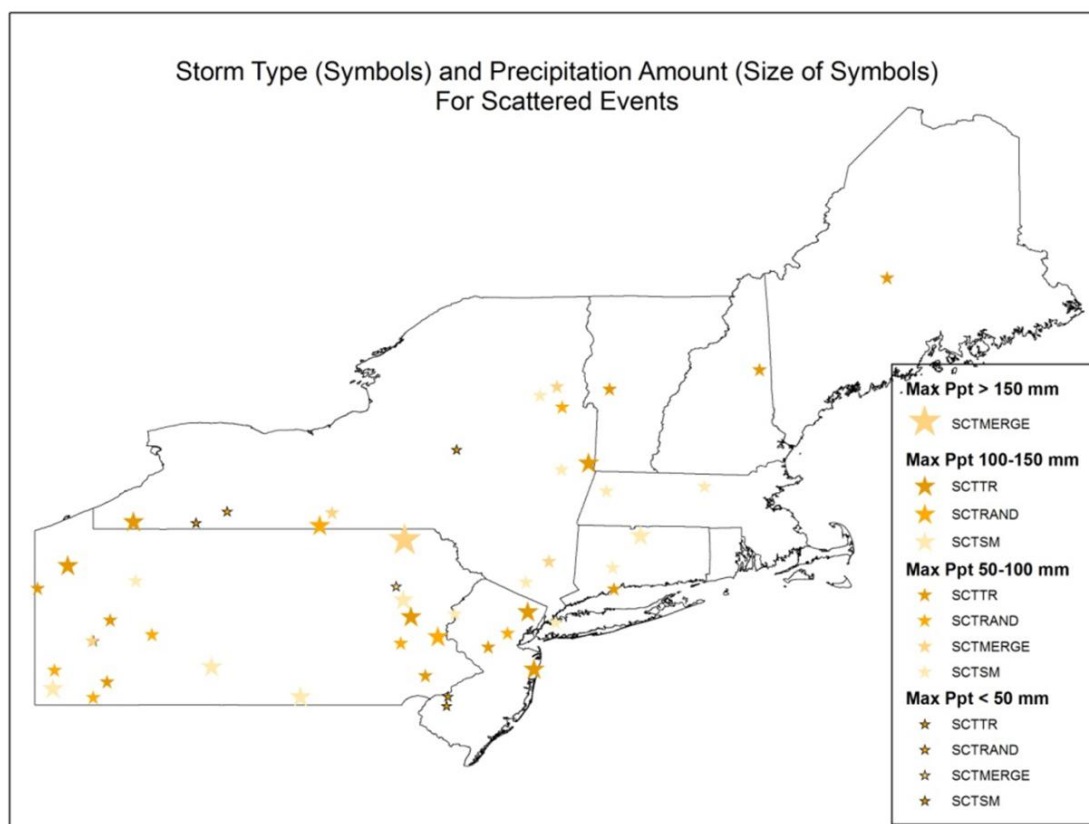 Storm Type (Symbols) and Precipitation Amount (Size of Symbols)
For Scattered Events
Max Ppt > 150 mm
SCTMERGE
Max Ppt 100-150 mm
SCTTR
SCTRAND
SCTSM
Max Ppt 50-100 mm
SCTTR
SCTRAND
SCTMERGE
SCTSM
Max Ppt < 50 mm
SCTTR
SCTRAND
SCTMERGE
SCTSM